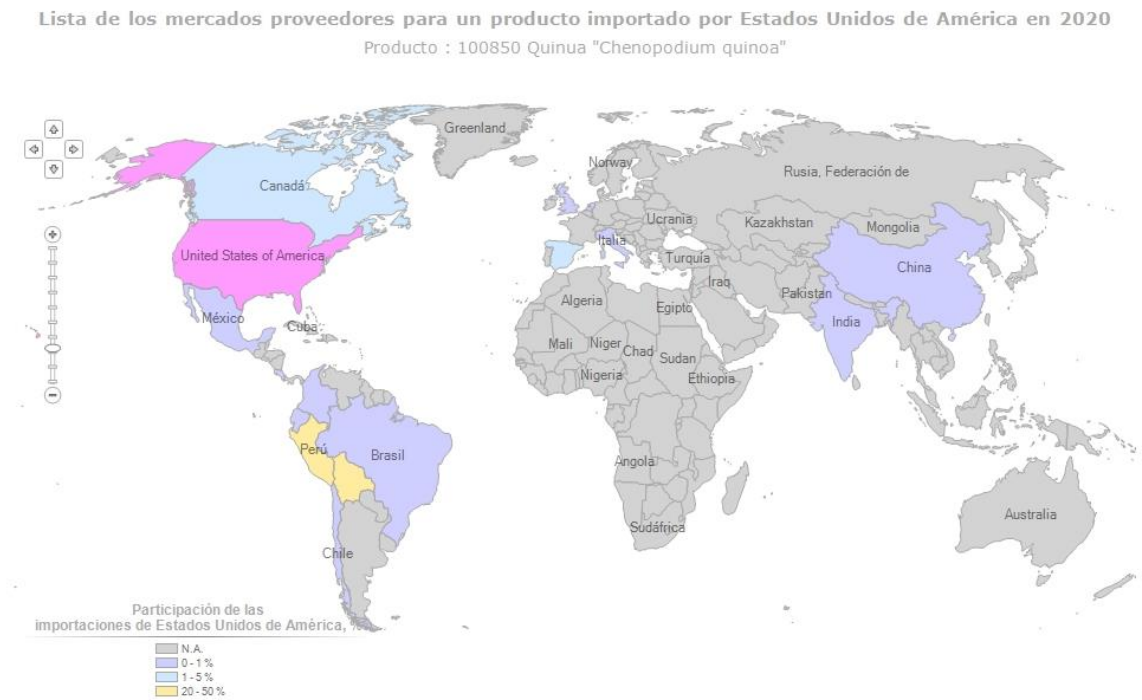 Lista de los mercados proveedores para un producto importado por Estados Unidos de América en 2020
Producto : 100850 Quinua "Chenopodium quinoa"
Greenland
Norway
Rusia, Federación de
Canadá
Ucrania
Kazakhstan
Mongolia
United States of America
Italia
Turquía
China
Iraq
Pakistan
Algeria
Egipto
México
Cuba
India
Mali
Niger
Chad
Sudan
Nigeria
Ethiopia
Perú
Brasil
Angola
Australia
Sudáfrica
Chile
Participación de las
importaciones de Estados Unidos de América, %
N.A.
0 - 1 %
1 - 5 %
20 - 50 %